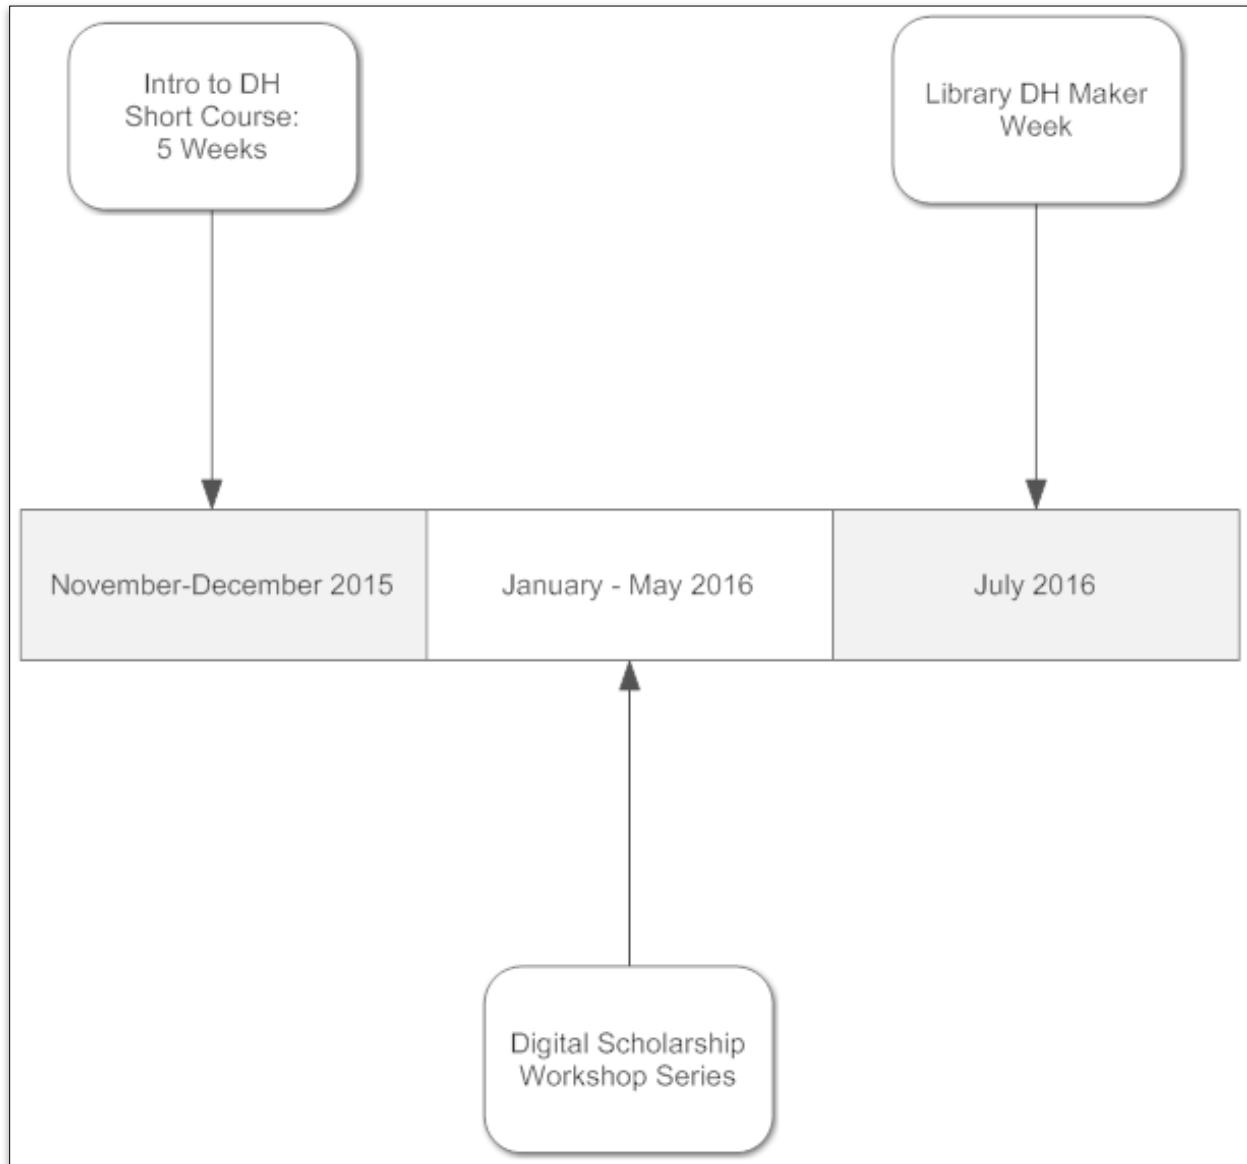 Intro to DH
Short Course:
5 Weeks
Library DH Maker
Week
November-December 2015
January - May 2016
July 2016
Digital Scholarship
Workshop Series